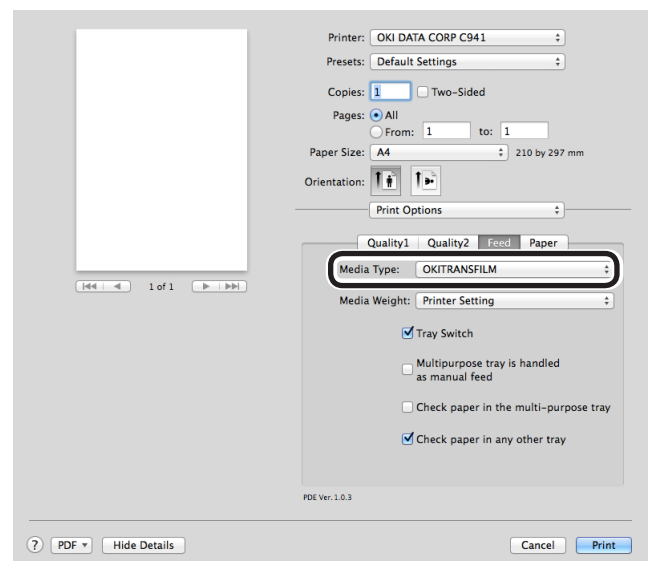 Printer: OKI DATA CORP C941
Presets: Default Settings
Copies: 1 Two-Sided
Pages: All
From: 1 to: 1
Paper Size: A4 210 by 297 mm
Orientation:
Print Options
Quality1 Quality2 Feed Paper
Media Type: OKITRANSFILM
Media Weight: Printer Setting
Tray Switch
Multipurpose tray is handled
as manual feed
Check paper in the multi-purpose tray
Check paper in any other tray
1 of 1
PDE Ver. 1.0.3
? PDF Hide Details Cancel Print